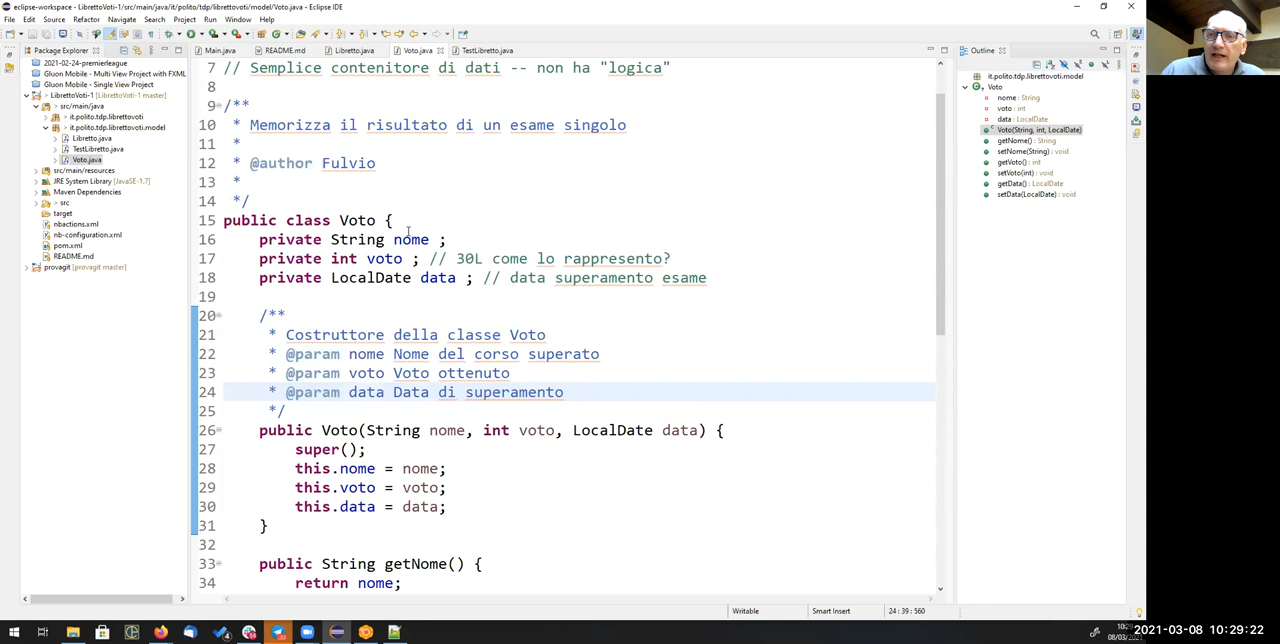 eclipse-workspace - LibrettoVoti-1/src/main/java/it/polito/tdp/librettovoti/model/Voto.java - Eclipse IDE
File Edit Source Refactor Navigate Search Project Run Window Help
Package Explorer
Main.java README.md Libretto.java Voto.java TestLibretto.java
Outline
2021-02-24-premierleague
Gluon Mobile - Multi View Project with FXML
Gluon Mobile - Single View Project
LibrettoVoti-1 [LibrettoVoti-1 master]
src/main/java
it.polito.tdp.librettovoti
it.polito.tdp.librettovoti.model
Libretto.java
TestLibretto.java
Voto.java
src/main/resources
JRE System Library [JavaSE-1.7]
Maven Dependencies
src
target
nbactions.xml
nb-configuration.xml
pom.xml
README.md
provagit [provagit master]
7 // Semplice contenitore di dati -- non ha "logica"
8
9 /**
10 * Memorizza il risultato di un esame singolo
11 *
12 * @author Fulvio
13 *
14 */
15 public class Voto {
16 private String nome ;
17 private int voto ; // 30L come lo rappresento?
18 private LocalDate data ; // data superamento esame
19
20 /**
21 * Costruttore della classe Voto
22 * @param nome Nome del corso superato
23 * @param voto Voto ottenuto
24 * @param data Data di superamento
25 */
26 public Voto(String nome, int voto, LocalDate data) {
27 super();
28 this.nome = nome;
29 this.voto = voto;
30 this.data = data;
31 }
32
33 public String getNome() {
34 return nome;
it.polito.tdp.librettovoti.model
Voto
nome : String
voto : int
data : LocalDate
Voto(String, int, LocalDate)
getNome() : String
setNome(String) : void
getVoto() : int
setVoto(int) : void
getData() : LocalDate
setData(LocalDate) : void
Writable Smart Insert 24 : 39 : 560
2021-03-08 10:29:22